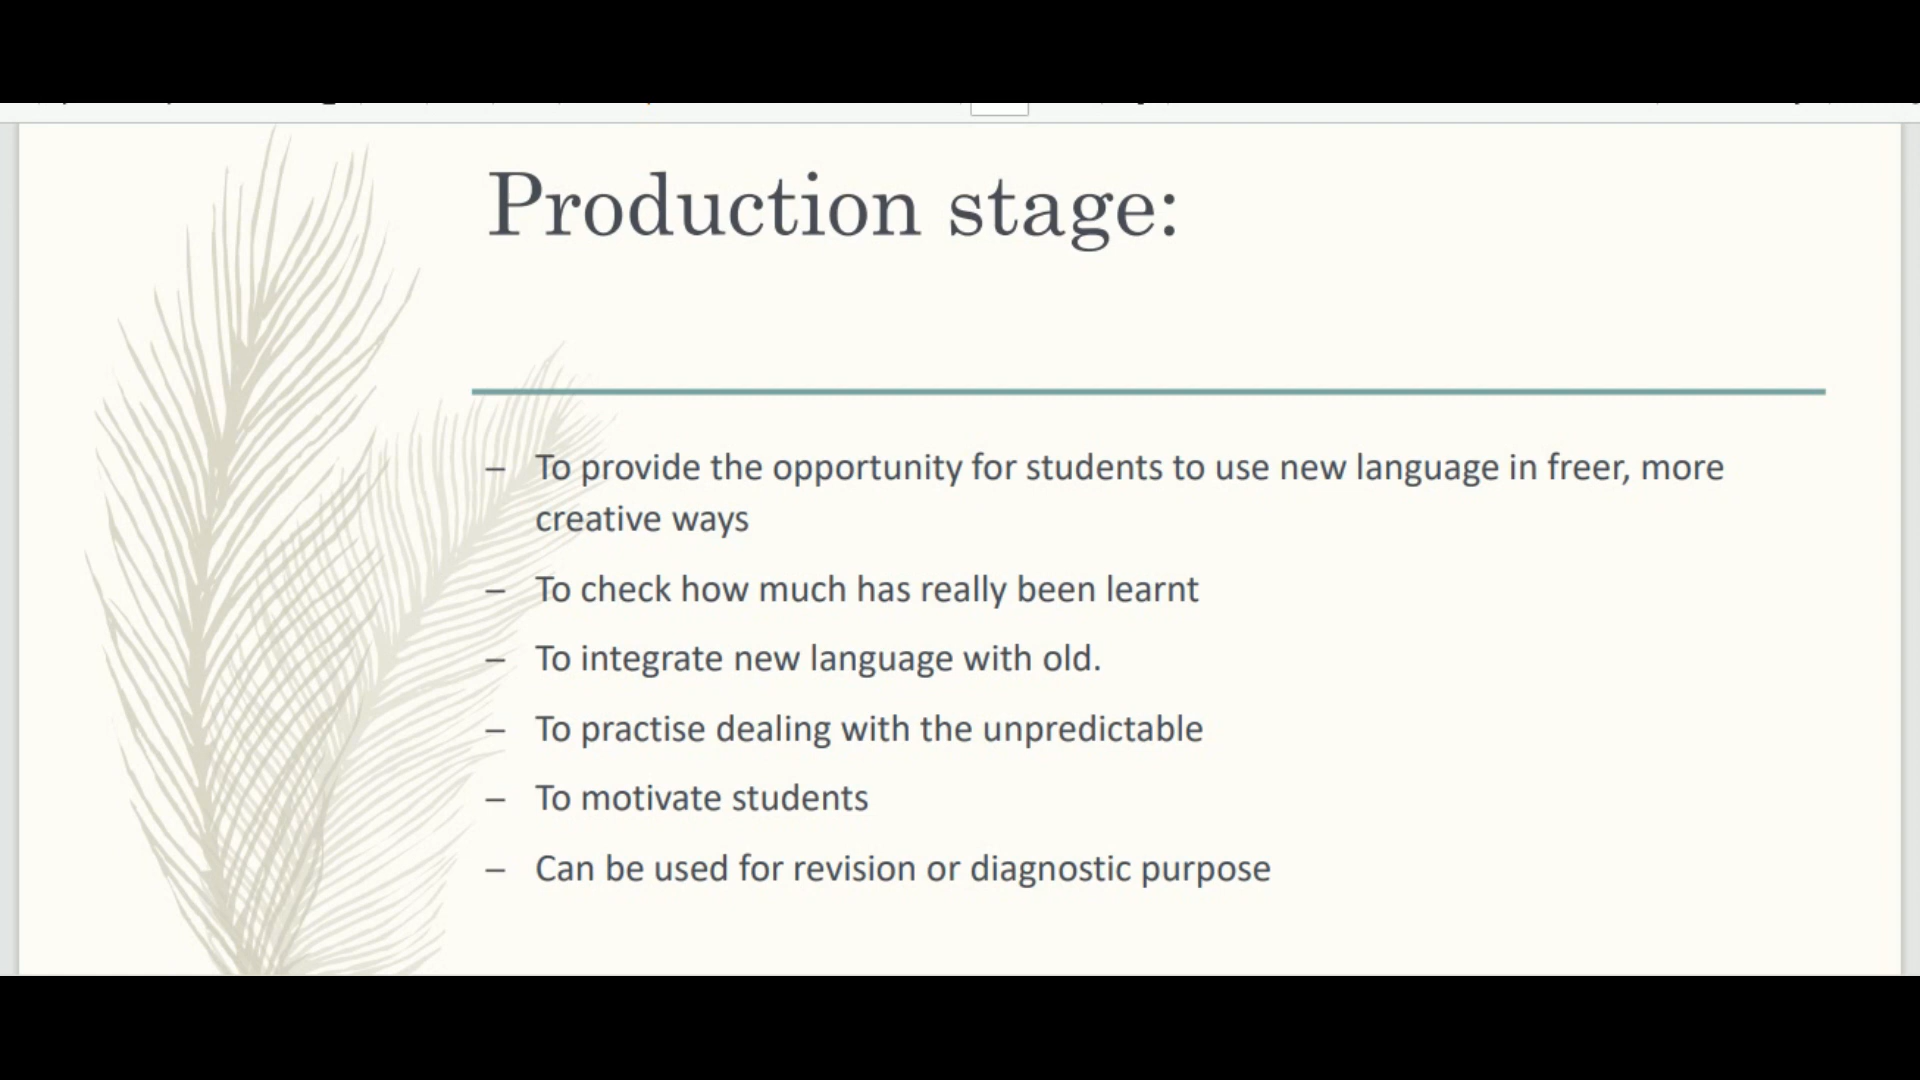 Production stage:
– To provide the opportunity for students to use new language in freer, more
creative ways
– To check how much has really been learnt
– To integrate new language with old.
– To practise dealing with the unpredictable
– To motivate students
– Can be used for revision or diagnostic purpose